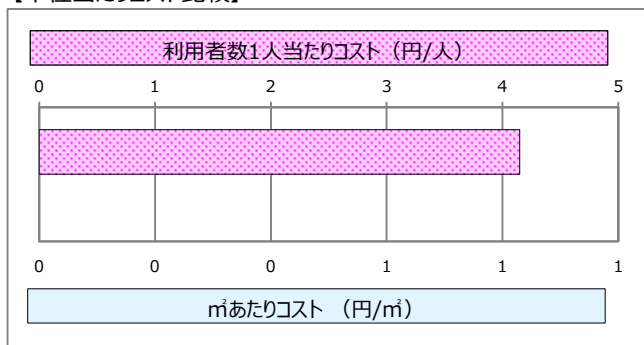 利用者数1人当たりコスト（円/人）
0 1 2 3 4 5
0 0 0 1 1 1
㎡あたりコスト （円/㎡）